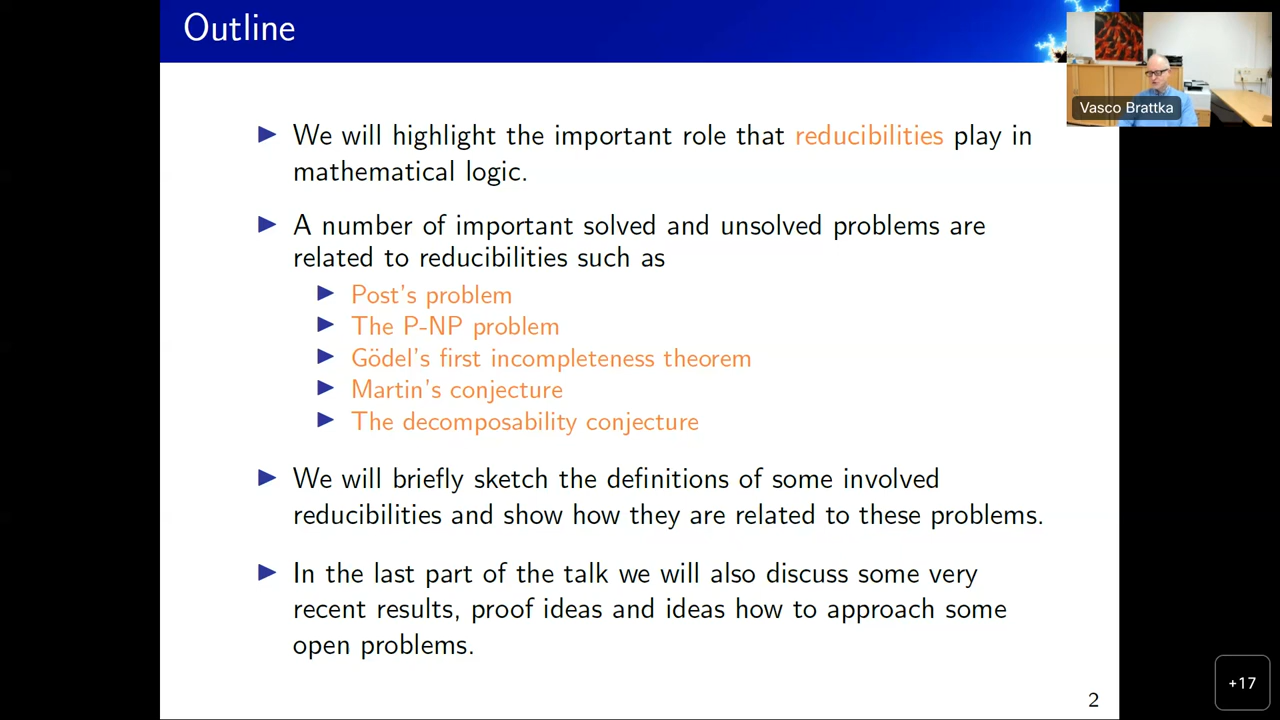 Outline
Vasco Brattka
▶ We will highlight the important role that reducibilities play in
mathematical logic.
▶ A number of important solved and unsolved problems are
related to reducibilities such as
▶ Post's problem
▶ The P-NP problem
▶ Gödel's first incompleteness theorem
▶ Martin's conjecture
▶ The decomposability conjecture
▶ We will briefly sketch the definitions of some involved
reducibilities and show how they are related to these problems.
▶ In the last part of the talk we will also discuss some very
recent results, proof ideas and ideas how to approach some
open problems.
+17
2